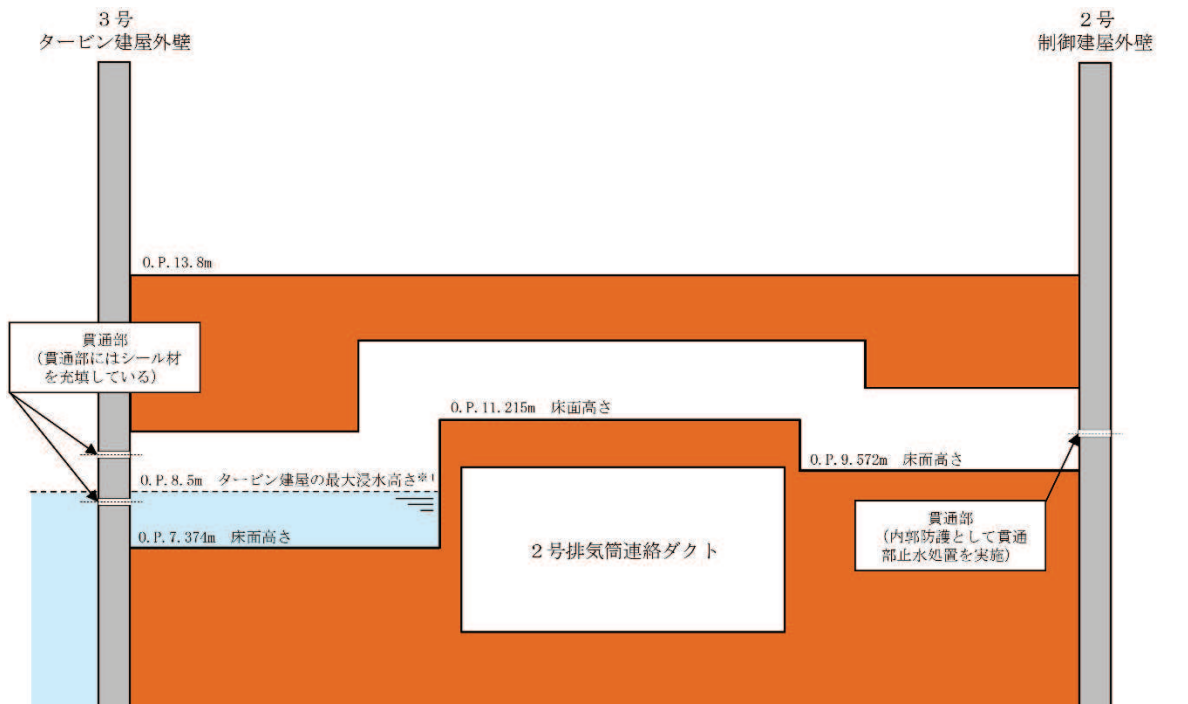 3号
タービン建屋外壁
2号
制御建屋外壁
O.P.13.8m
貫通部
(貫通部にはシール材
を充填している)
O.P.11.215m 床面高さ
O.P.9.572m 床面高さ
O.P.8.5m タービン建屋の最大浸水高さ※1
貫通部
(内郭防護として貫通
部止水処置を実施)
O.P.7.374m 床面高さ
2号排気筒連絡ダクト